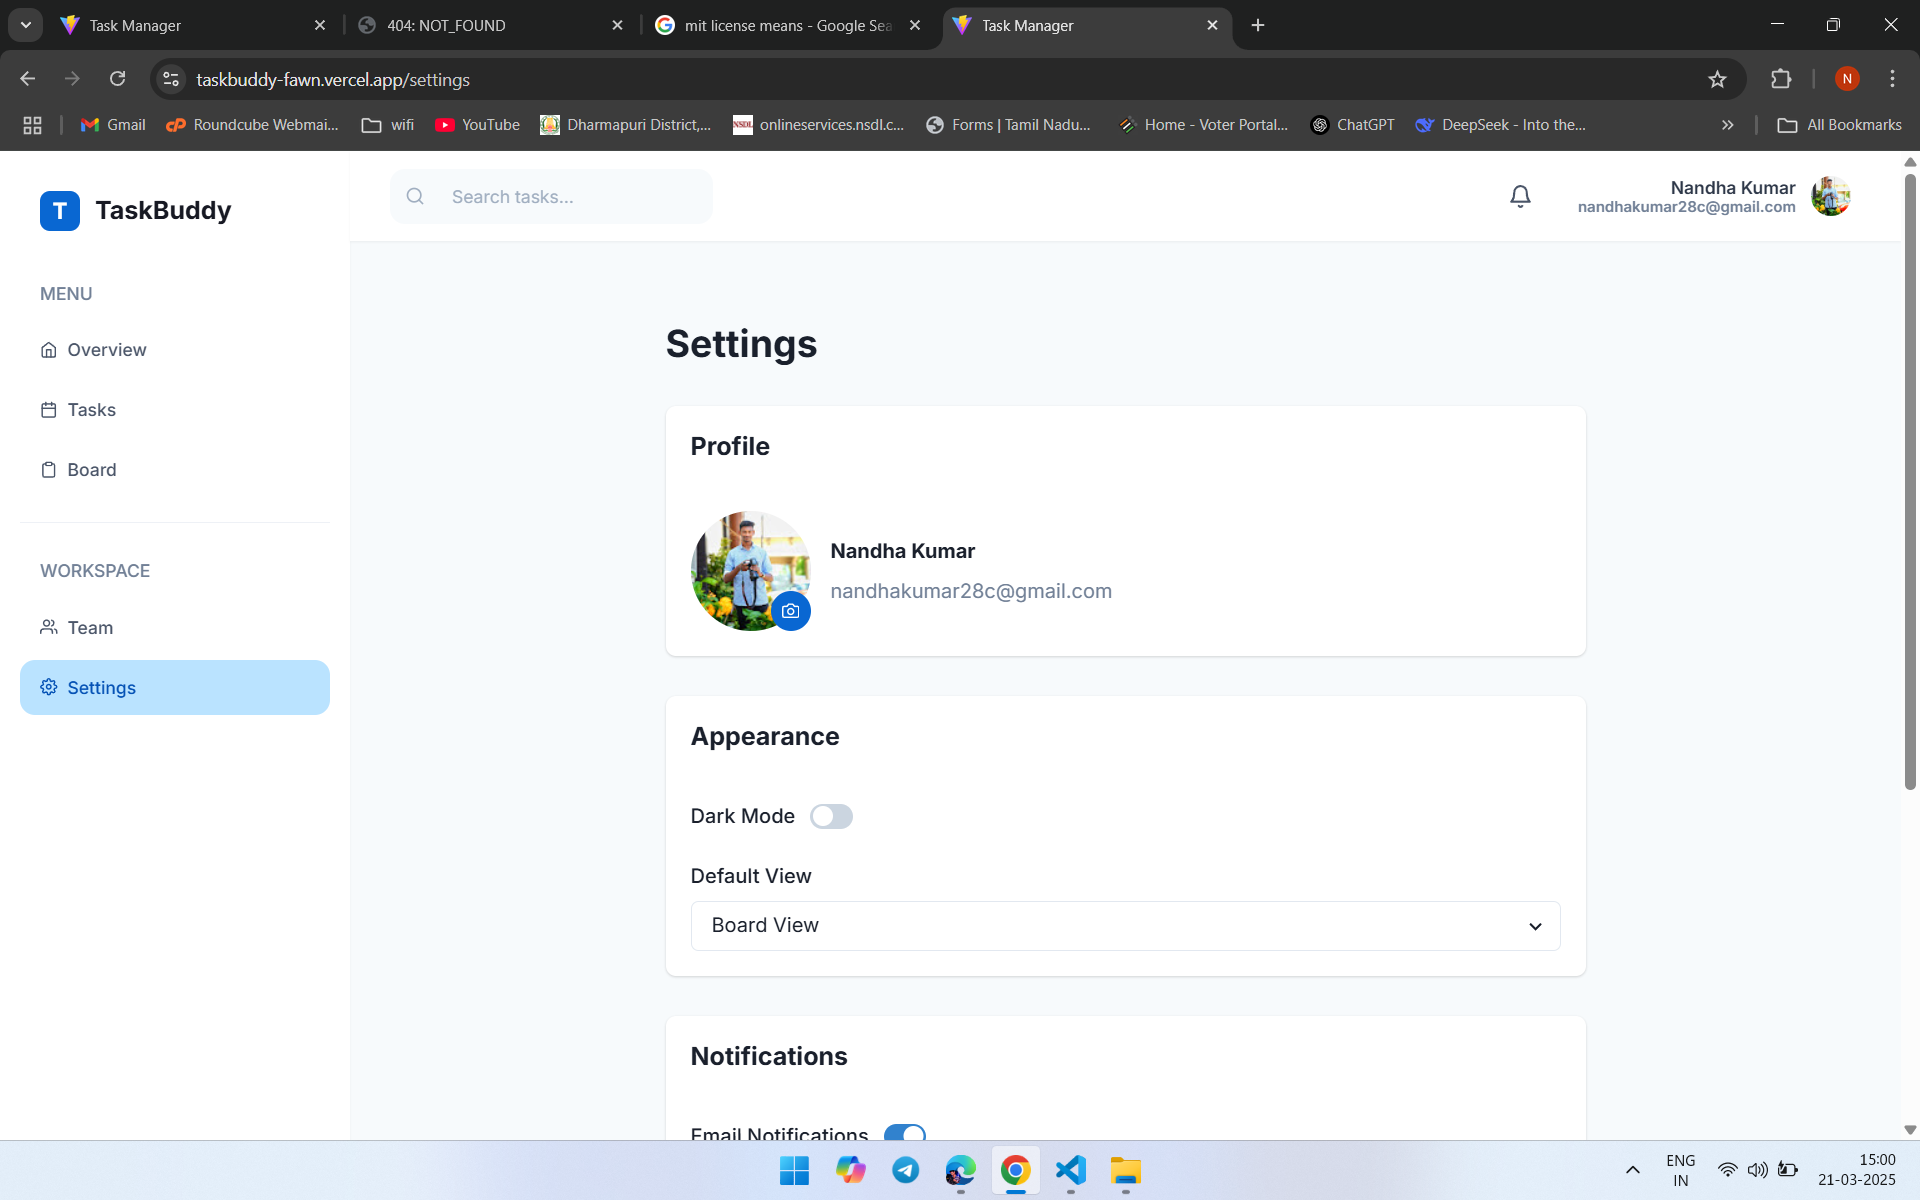 Task Manager
404: NOT_FOUND
mit license means - Google Sea
Task Manager
taskbuddy-fawn.vercel.app/settings
N
Gmail
Roundcube Webmai...
wifi
YouTube
Dharmapuri District,...
NSDL
onlineservices.nsdl.c...
Forms | Tamil Nadu...
Home - Voter Portal...
ChatGPT
DeepSeek - Into the...
All Bookmarks
T
TaskBuddy
Search tasks...
Nandha Kumar
nandhakumar28c@gmail.com
MENU
Overview
Tasks
Board
WORKSPACE
Team
Settings
Settings
Profile
Nandha Kumar
nandhakumar28c@gmail.com
Appearance
Dark Mode
Default View
Board View
Notifications
Email Notifications
ENG
IN
15:00
21-03-2025